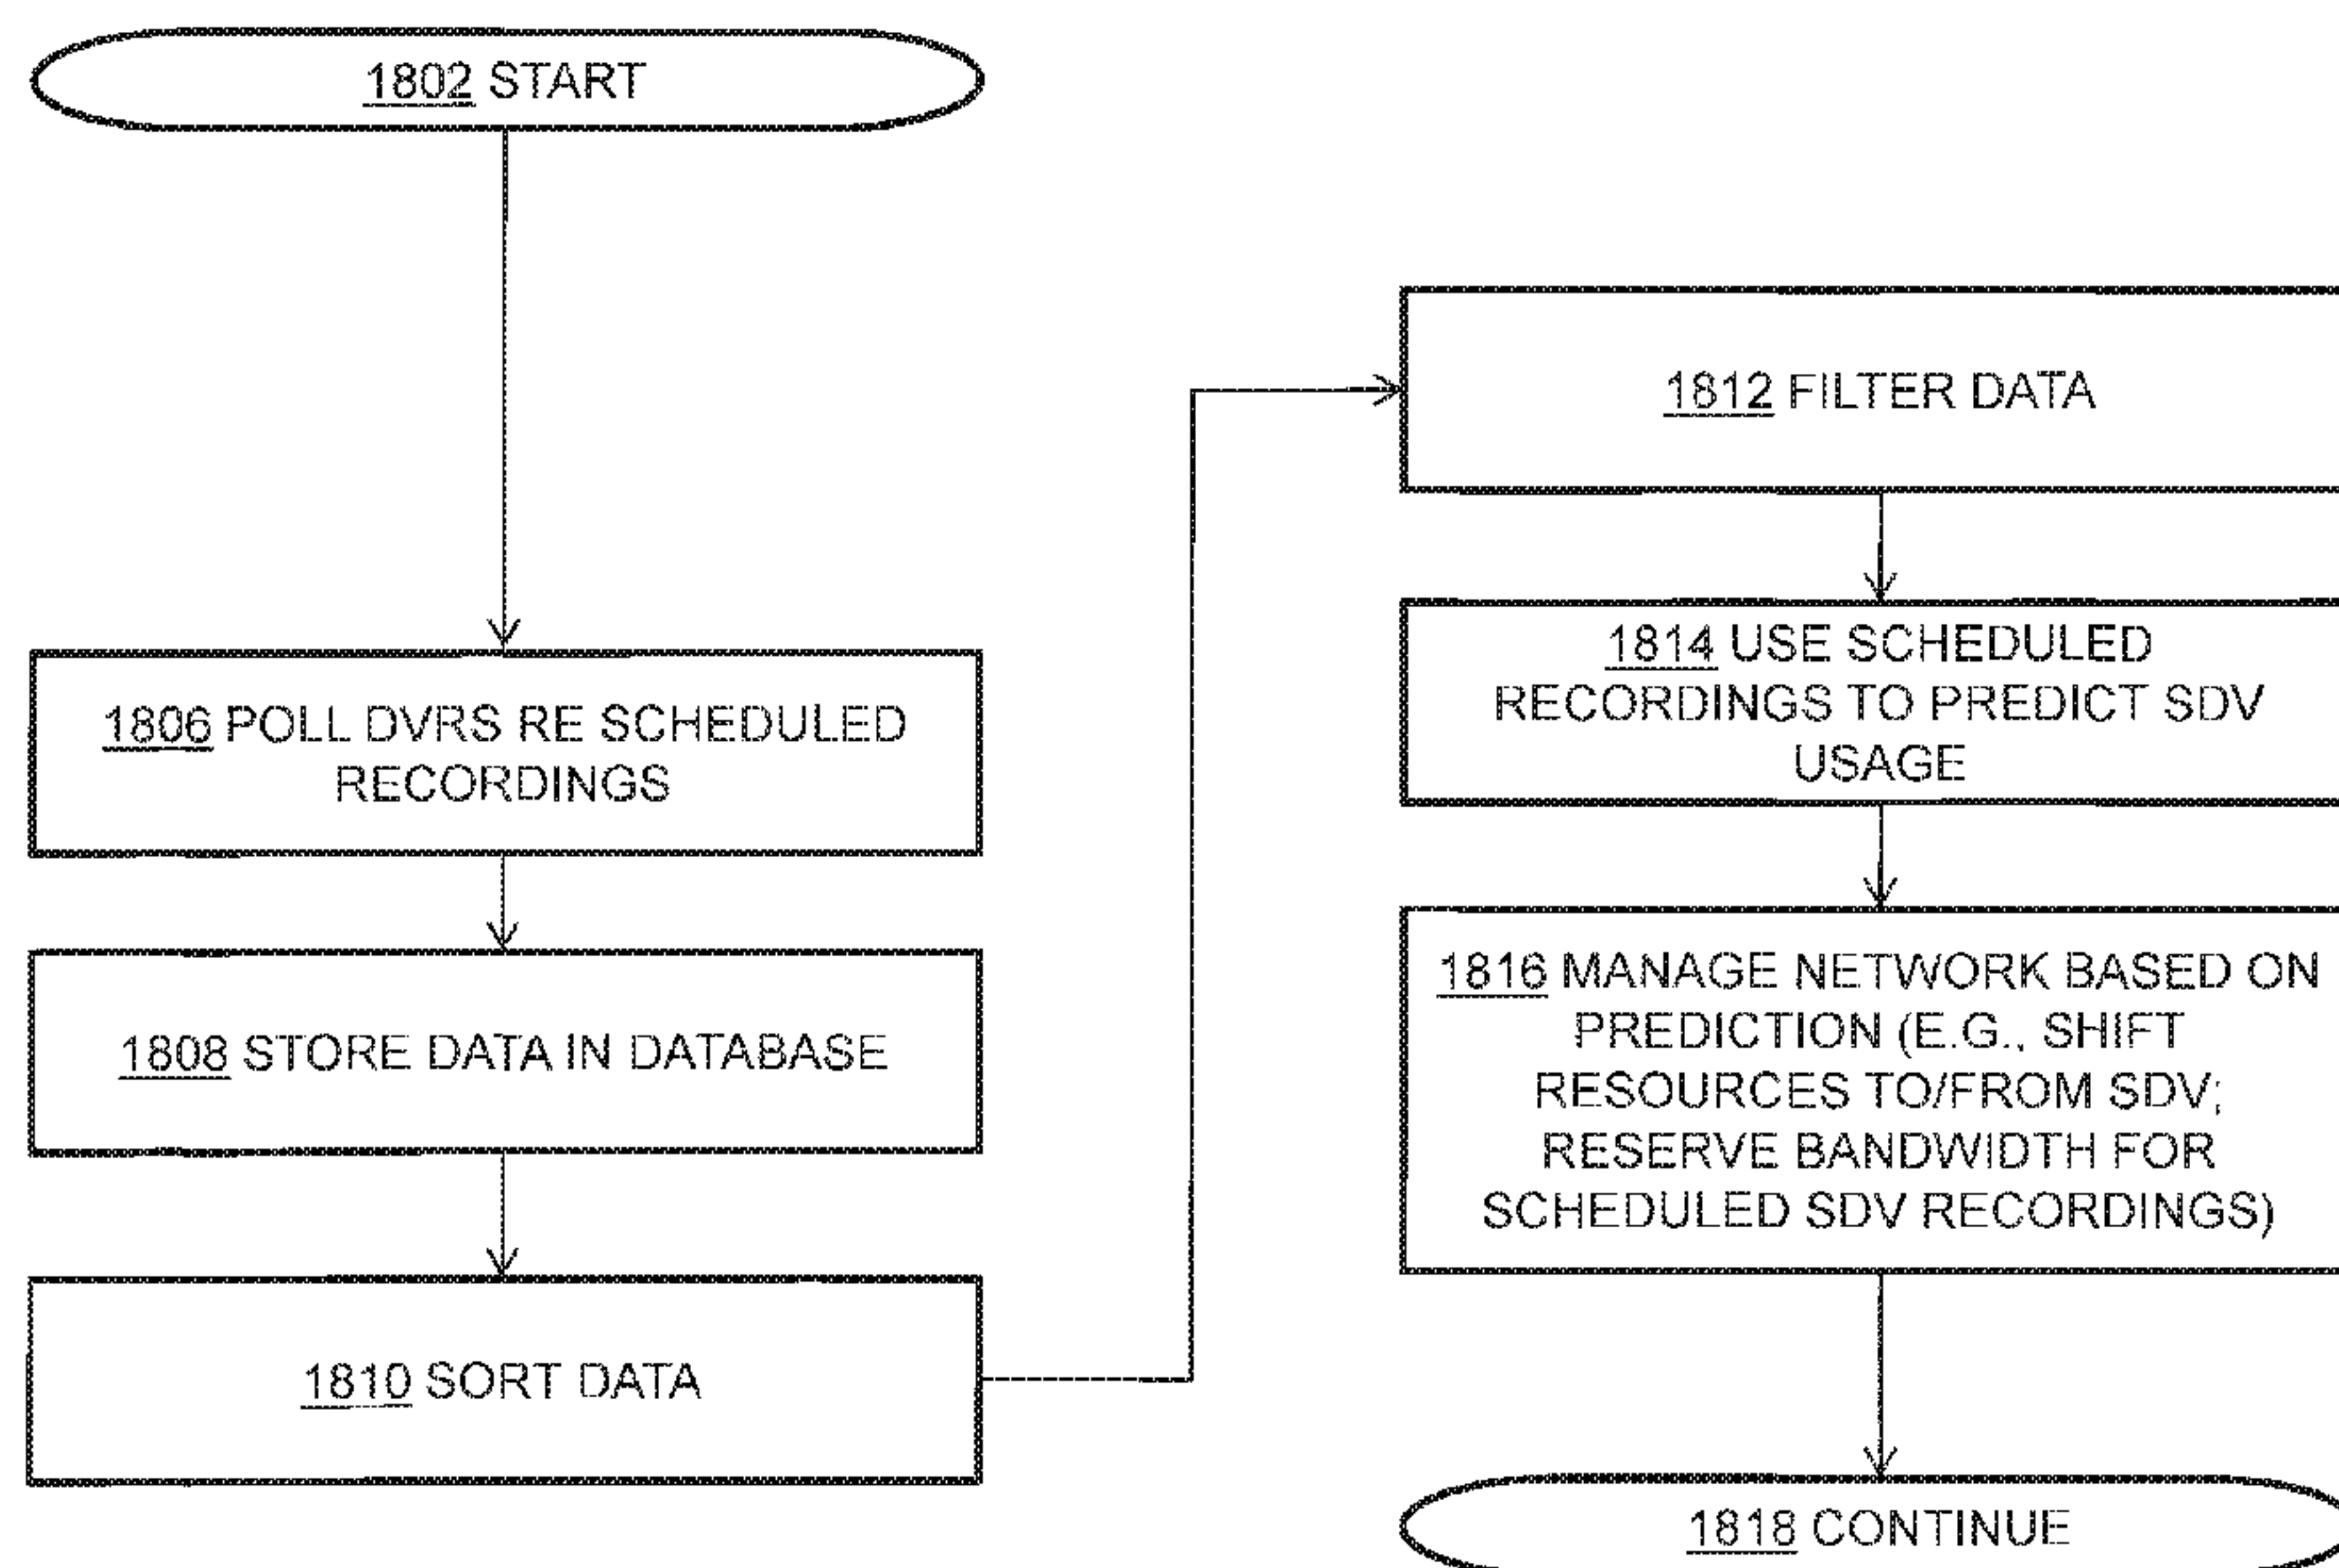 1802 START
1806 POLL DVRS RE SCHEDULED
RECORDINGS
1808 STORE DATA IN DATABASE
1810 SORT DATA
1812 FILTER DATA
1814 USE SCHEDULED
RECORDINGS TO PREDICT SDV
USAGE
1816 MANAGE NETWORK BASED ON
PREDICTION (E.G., SHIFT
RESOURCES TO/FROM SDV;
RESERVE BANDWIDTH FOR
SCHEDULED SDV RECORDINGS)
1818 CONTINUE